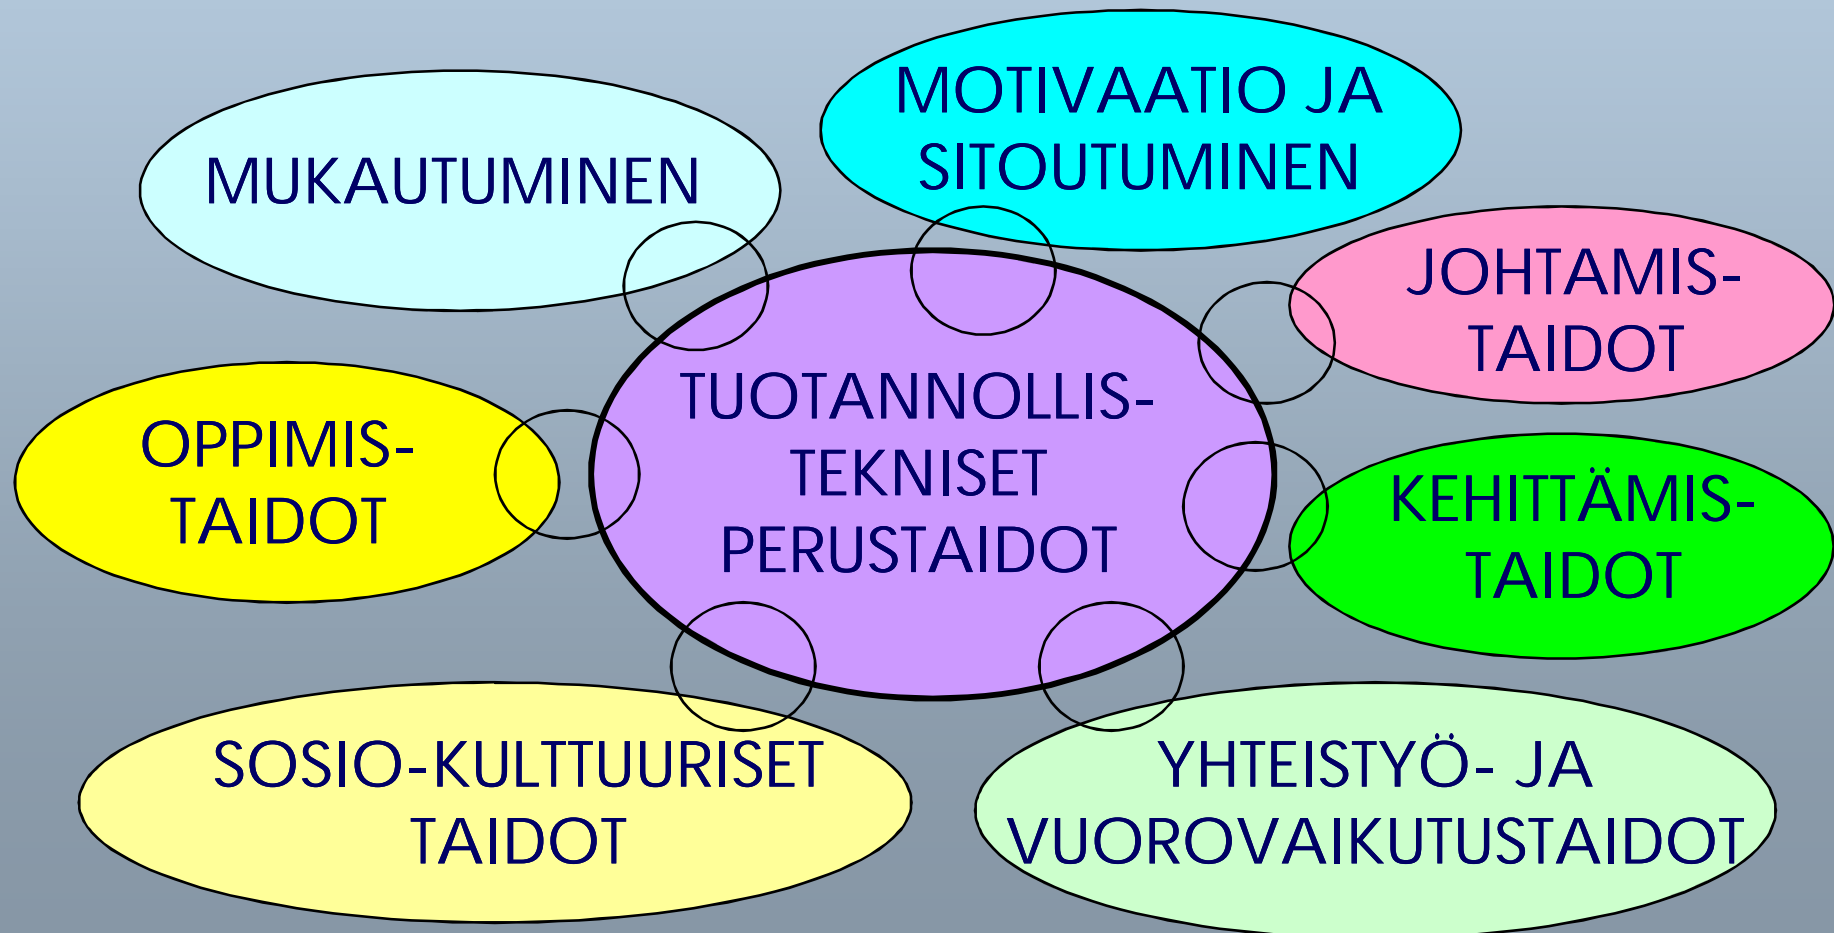 MUKAUTUMINEN
MOTIVAATIO JA
SITOUTUMINEN
JOHTAMIS-
TAIDOT
OPPIMIS-
TAIDOT
TUOTANNOLLIS-
TEKNISET
PERUSTAIDOT
KEHITTÄMIS-
TAIDOT
SOSIO-KULTTUURISET
TAIDOT
YHTEISTYÖ- JA
VUOROVAIKUTUSTAIDOT